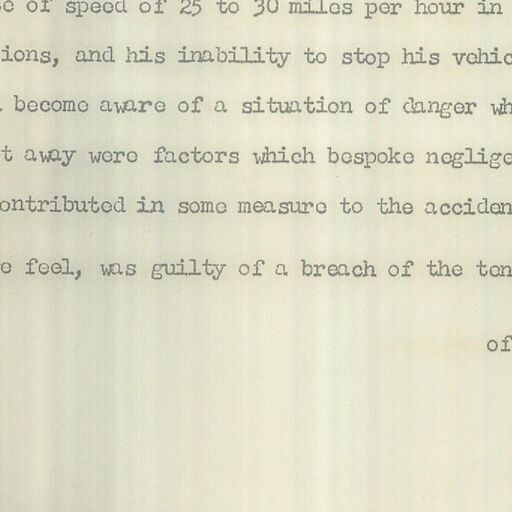 e of speed of 25 to 30 miles per hour in
ions, and his inability to stop his vehic
become aware of a situation of danger wh
t away were factors which bespoke neglige
ontributed in some measure to the acciden
e feel, was guilty of a breach of the ten
of